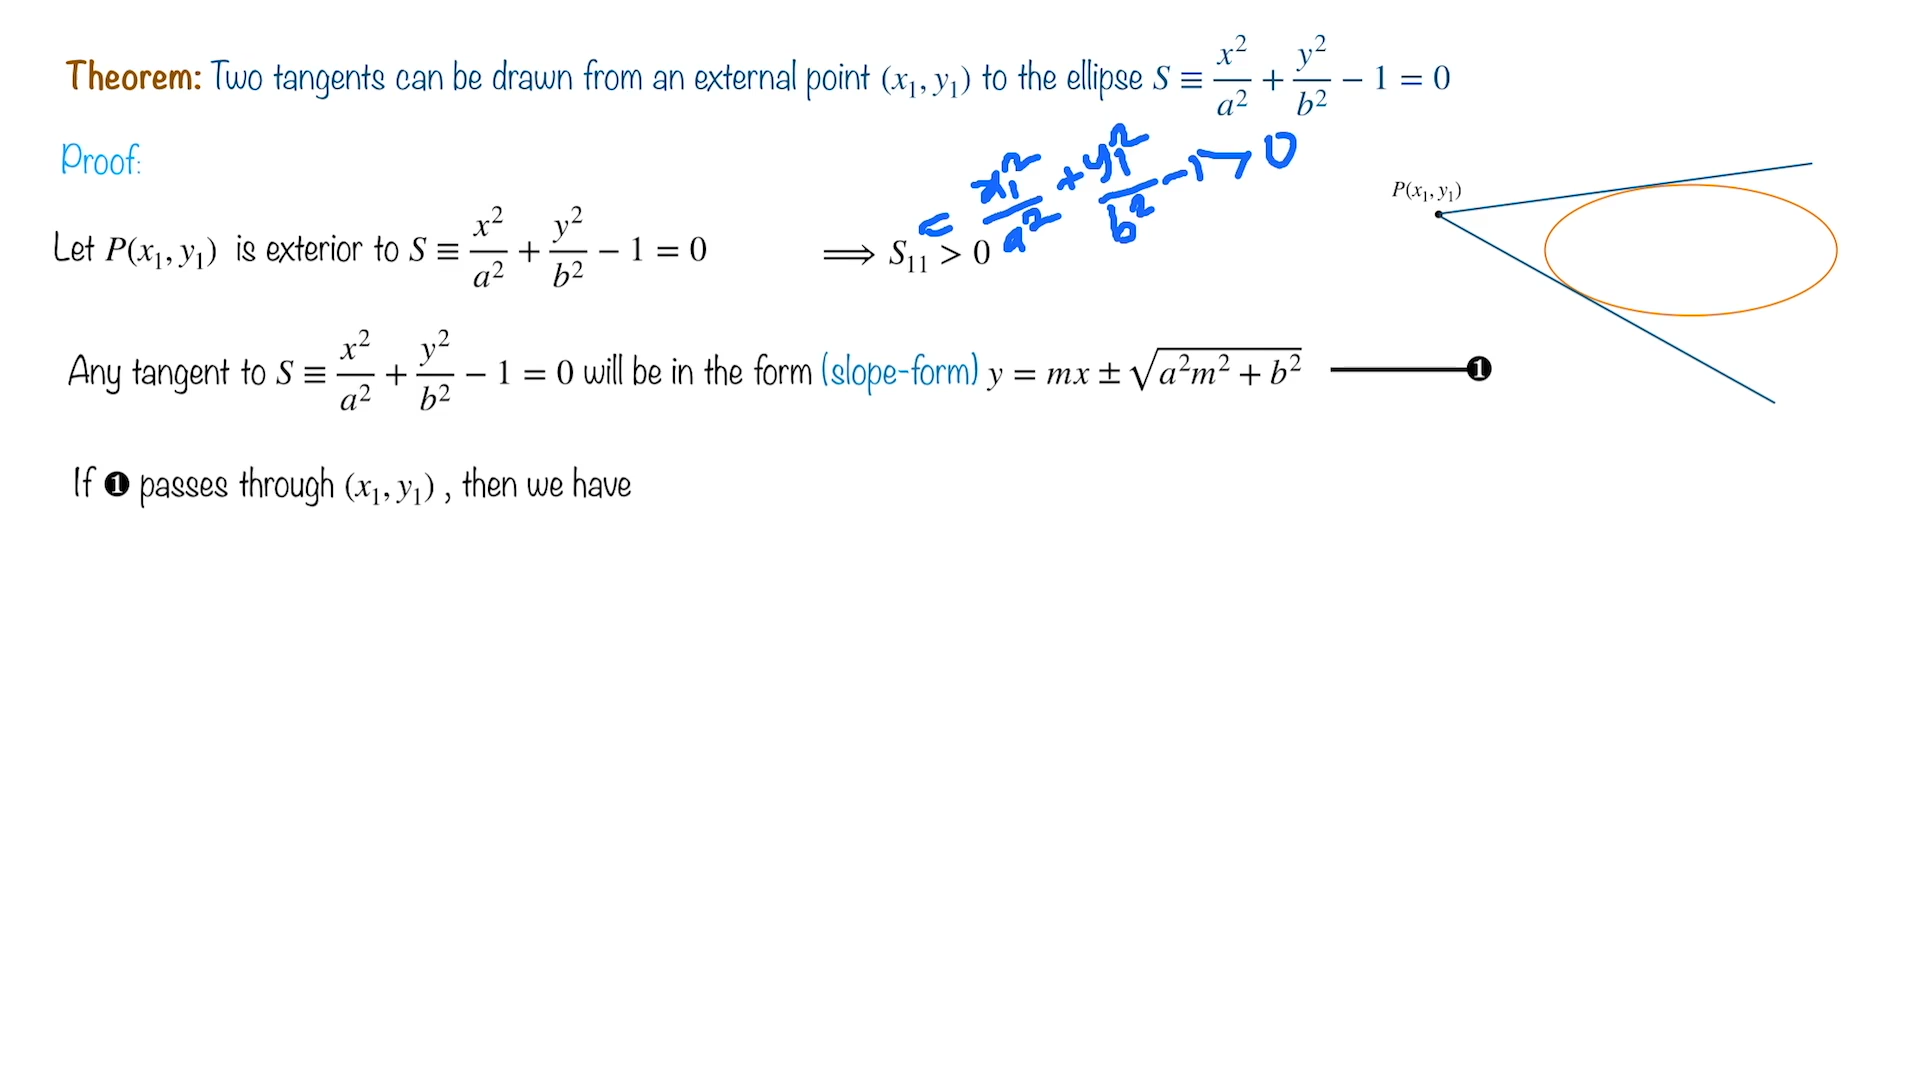 Theorem: Two tangents can be drawn from an external point (x₁, y₁) to the ellipse S ≡ x²/a² + y²/b² − 1 = 0
Proof:
= x₁²/a² + y₁²/b² − 1 > 0
P(x₁, y₁)
Let P(x₁, y₁) is exterior to S ≡ x²/a² + y²/b² − 1 = 0 ⟹ S₁₁ > 0
Any tangent to S ≡ x²/a² + y²/b² − 1 = 0 will be in the form (slope-form) y = mx ± √(a²m² + b²) ❶
If ❶ passes through (x₁, y₁) , then we have